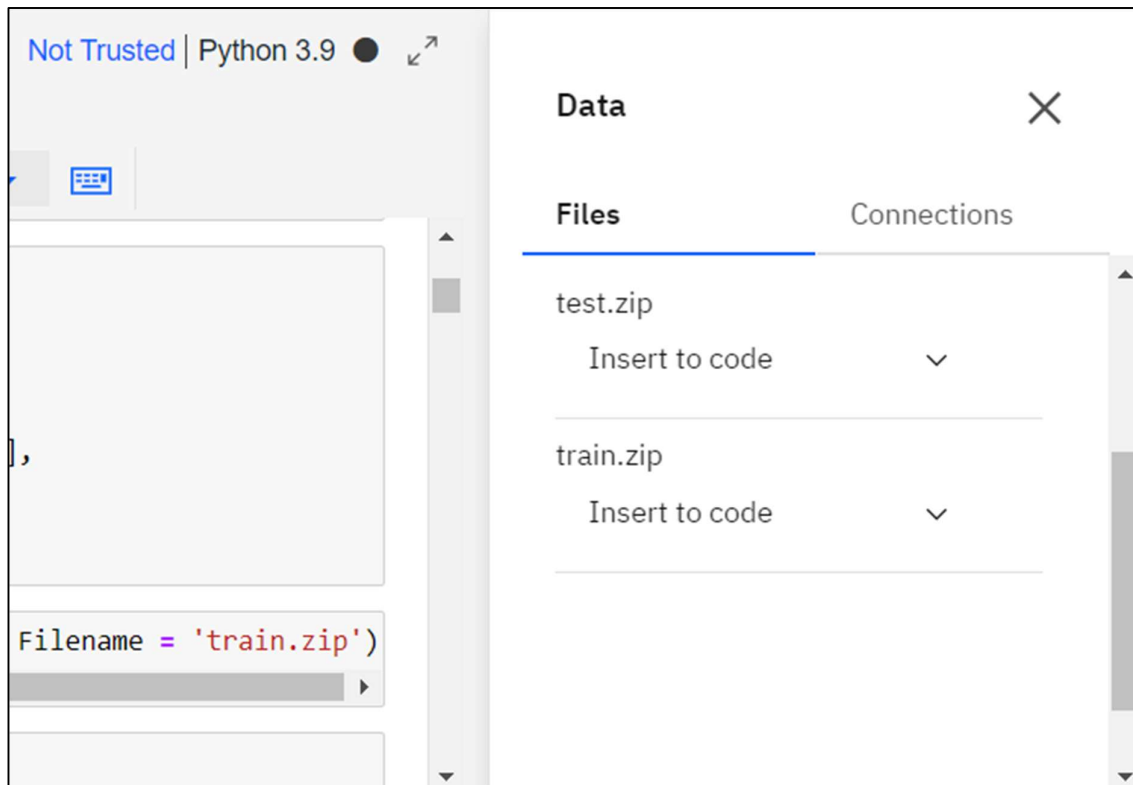 Not Trusted | Python 3.9
Data
Files
Connections
test.zip
Insert to code
train.zip
Insert to code
],
Filename = 'train.zip')